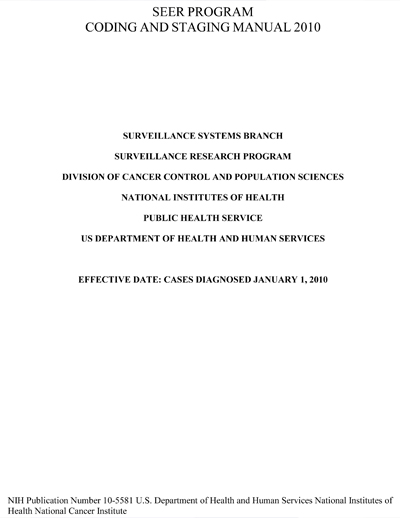 SEER PROGRAM
CODING AND STAGING MANUAL 2010
SURVEILLANCE SYSTEMS BRANCH
SURVEILLANCE RESEARCH PROGRAM
DIVISION OF CANCER CONTROL AND POPULATION SCIENCES
NATIONAL INSTITUTES OF HEALTH
PUBLIC HEALTH SERVICE
US DEPARTMENT OF HEALTH AND HUMAN SERVICES
EFFECTIVE DATE: CASES DIAGNOSED JANUARY 1, 2010
NIH Publication Number 10-5581 U.S. Department of Health and Human Services National Institutes of
Health National Cancer Institute